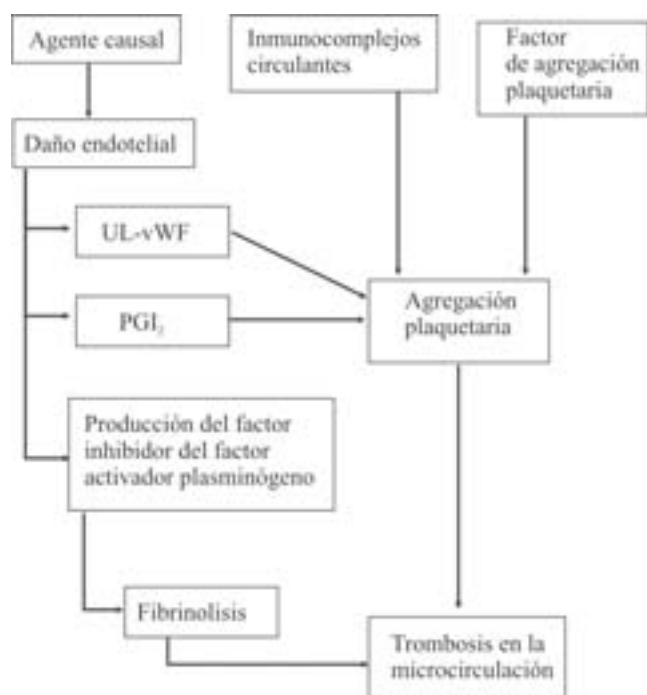 Agente causal
Inmunocomplejos
circulantes
Factor
de agregación
plaquetaria
Daño endotelial
UL-vWF
PGI₂
Agregación
plaquetaria
Producción del factor
inhibidor del factor
activador plasminógeno
Fibrinolisis
Trombosis en la
microcirculación